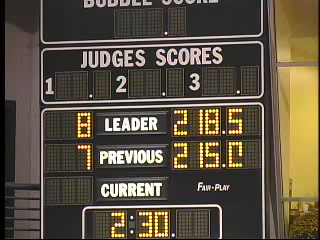 BUBBLE SCORE
JUDGES SCORES
1 2 3
8 LEADER 218.5
7 PREVIOUS 215.0
CURRENT FAIR-PLAY
2:30